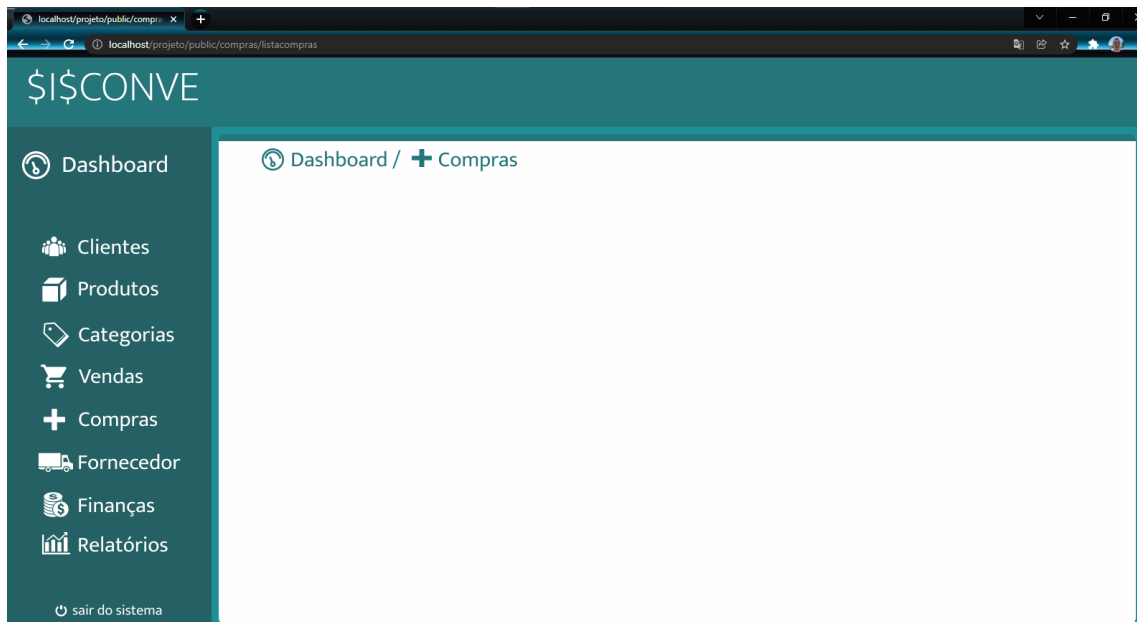 localhost/projeto/public/compra
localhost/projeto/public/compras/listacompras
$I$CONVE
Dashboard
Dashboard / Compras
Clientes
Produtos
Categorias
Vendas
Compras
Fornecedor
Finanças
Relatórios
sair do sistema